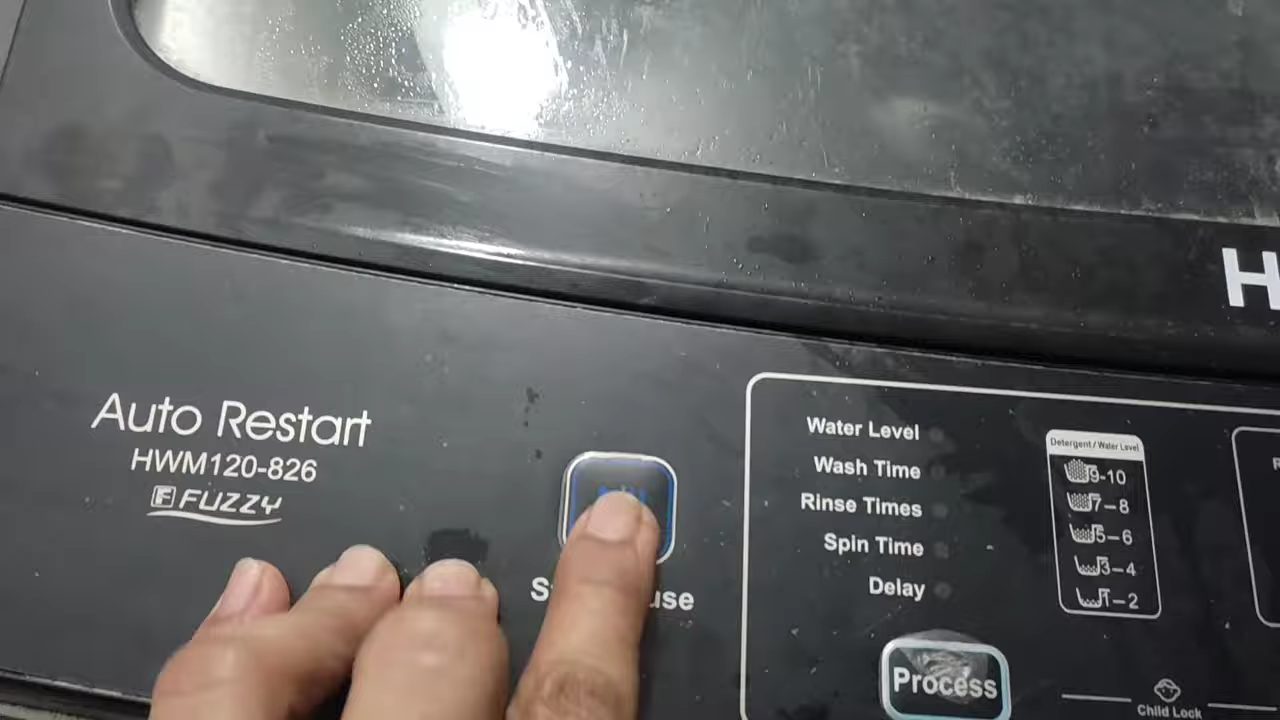 Auto Restart
HWM120-826
F FUZZY
Water Level
Wash Time
Rinse Times
Spin Time
Delay
Detergent / Water Level
9-10
7-8
5-6
3-4
1-2
Process
Child Lock